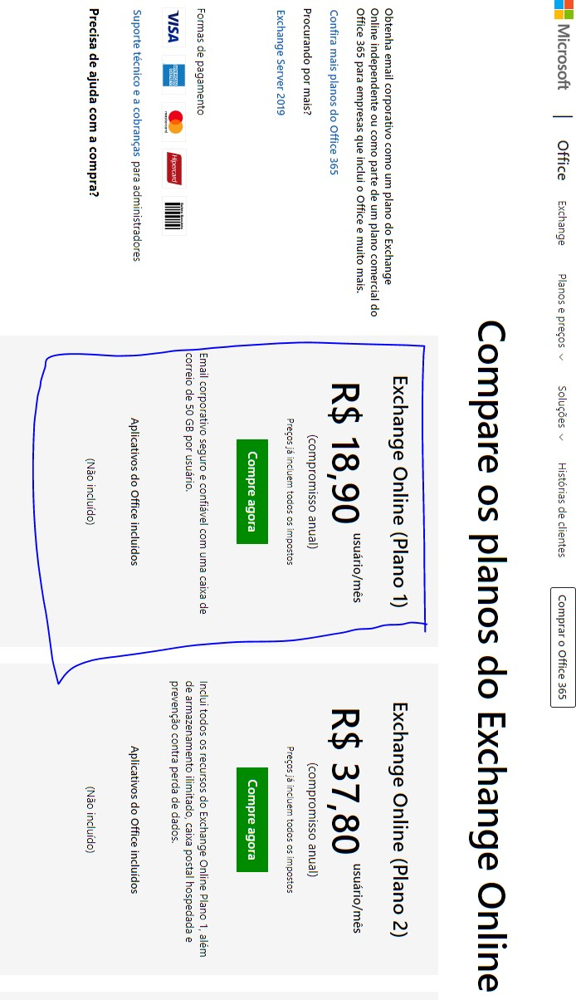 Microsoft | Office Exchange Planos e preços Soluções Histórias de clientes Comprar o Office 365
Compare os planos do Exchange Online
Obtenha email corporativo como um plano do Exchange
Online independente ou como parte de um plano comercial do
Office 365 para empresas que inclui o Office e muito mais.
Confira mais planos do Office 365
Procurando por mais?
Exchange Server 2019
Formas de pagamento
VISA
AMERICAN EXPRESS
mastercard
Hipercard
Boleto Bancário
Suporte técnico e a cobranças para administradores
Precisa de ajuda com a compra?
Exchange Online (Plano 1)
R$ 18,90 usuário/mês
(compromisso anual)
Preços já incluem todos os impostos
Compre agora
Email corporativo seguro e confiável com uma caixa de
correio de 50 GB por usuário.
Aplicativos do Office incluídos
(Não incluído)
Exchange Online (Plano 2)
R$ 37,80 usuário/mês
(compromisso anual)
Preços já incluem todos os impostos
Compre agora
Inclui todos os recursos do Exchange Online Plano 1, além
de armazenamento ilimitado, caixa postal hospedada e
prevenção contra perda de dados.
Aplicativos do Office incluídos
(Não incluído)